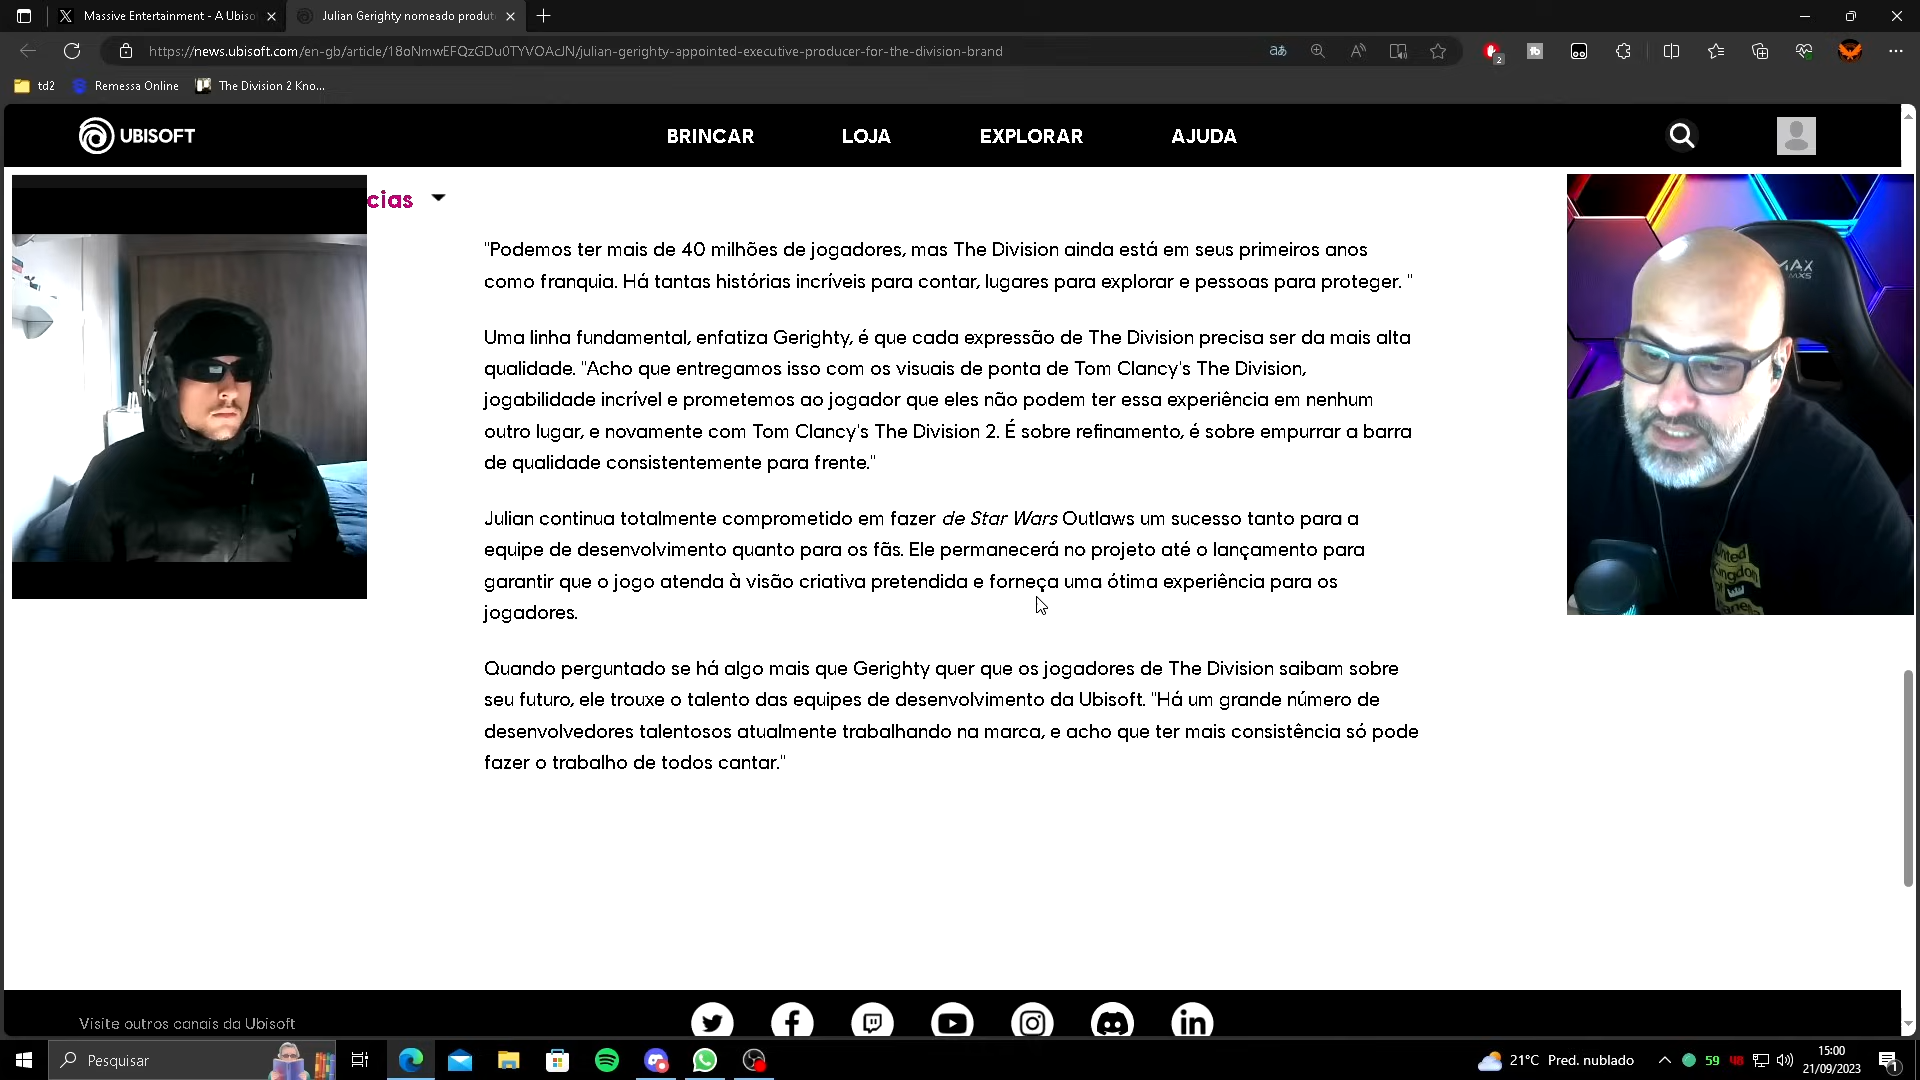 Massive Entertainment - A Ubiso
Julian Gerighty nomeado produt
https://news.ubisoft.com/en-gb/article/18oNmwEFQzGDu0TYVOAcJN/julian-gerighty-appointed-executive-producer-for-the-division-brand
td2
Remessa Online
The Division 2 Kno...
UBISOFT
BRINCAR
LOJA
EXPLORAR
AJUDA
cias
"Podemos ter mais de 40 milhões de jogadores, mas The Division ainda está em seus primeiros anos
como franquia. Há tantas histórias incríveis para contar, lugares para explorar e pessoas para proteger. "
Uma linha fundamental, enfatiza Gerighty, é que cada expressão de The Division precisa ser da mais alta
qualidade. "Acho que entregamos isso com os visuais de ponta de Tom Clancy's The Division,
jogabilidade incrível e prometemos ao jogador que eles não podem ter essa experiência em nenhum
outro lugar, e novamente com Tom Clancy's The Division 2. É sobre refinamento, é sobre empurrar a barra
de qualidade consistentemente para frente."
Julian continua totalmente comprometido em fazer de Star Wars Outlaws um sucesso tanto para a
equipe de desenvolvimento quanto para os fãs. Ele permanecerá no projeto até o lançamento para
garantir que o jogo atenda à visão criativa pretendida e forneça uma ótima experiência para os
jogadores.
Quando perguntado se há algo mais que Gerighty quer que os jogadores de The Division saibam sobre
seu futuro, ele trouxe o talento das equipes de desenvolvimento da Ubisoft. "Há um grande número de
desenvolvedores talentosos atualmente trabalhando na marca, e acho que ter mais consistência só pode
fazer o trabalho de todos cantar."
MAX
United
Kingdom
of
Visite outros canais da Ubisoft
Pesquisar
21°C Pred. nublado
59
48
15:00
21/09/2023